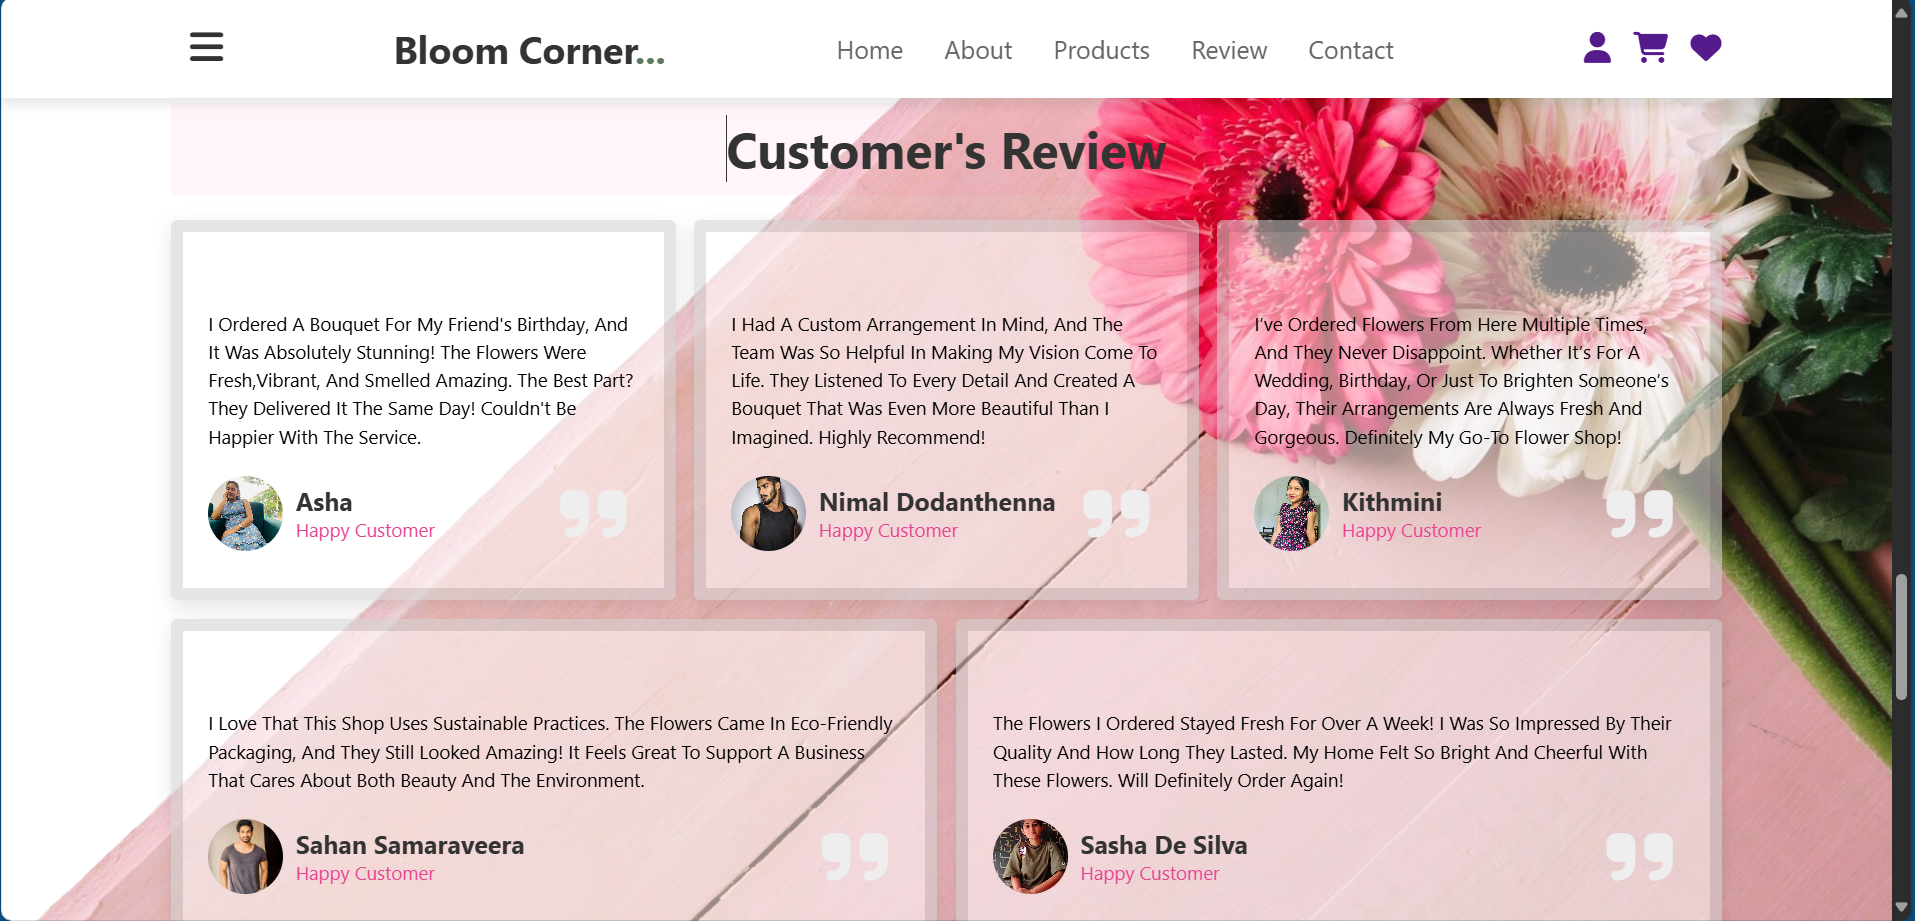 Bloom Corner...
Home About Products Review Contact
Customer's Review
I Ordered A Bouquet For My Friend's Birthday, And
It Was Absolutely Stunning! The Flowers Were
Fresh,Vibrant, And Smelled Amazing. The Best Part?
They Delivered It The Same Day! Couldn't Be
Happier With The Service.
Asha
Happy Customer
I Had A Custom Arrangement In Mind, And The
Team Was So Helpful In Making My Vision Come To
Life. They Listened To Every Detail And Created A
Bouquet That Was Even More Beautiful Than I
Imagined. Highly Recommend!
Nimal Dodanthenna
Happy Customer
I’ve Ordered Flowers From Here Multiple Times,
And They Never Disappoint. Whether It’s For A
Wedding, Birthday, Or Just To Brighten Someone’s
Day, Their Arrangements Are Always Fresh And
Gorgeous. Definitely My Go-To Flower Shop!
Kithmini
Happy Customer
I Love That This Shop Uses Sustainable Practices. The Flowers Came In Eco-Friendly
Packaging, And They Still Looked Amazing! It Feels Great To Support A Business
That Cares About Both Beauty And The Environment.
Sahan Samaraveera
Happy Customer
The Flowers I Ordered Stayed Fresh For Over A Week! I Was So Impressed By Their
Quality And How Long They Lasted. My Home Felt So Bright And Cheerful With
These Flowers. Will Definitely Order Again!
Sasha De Silva
Happy Customer